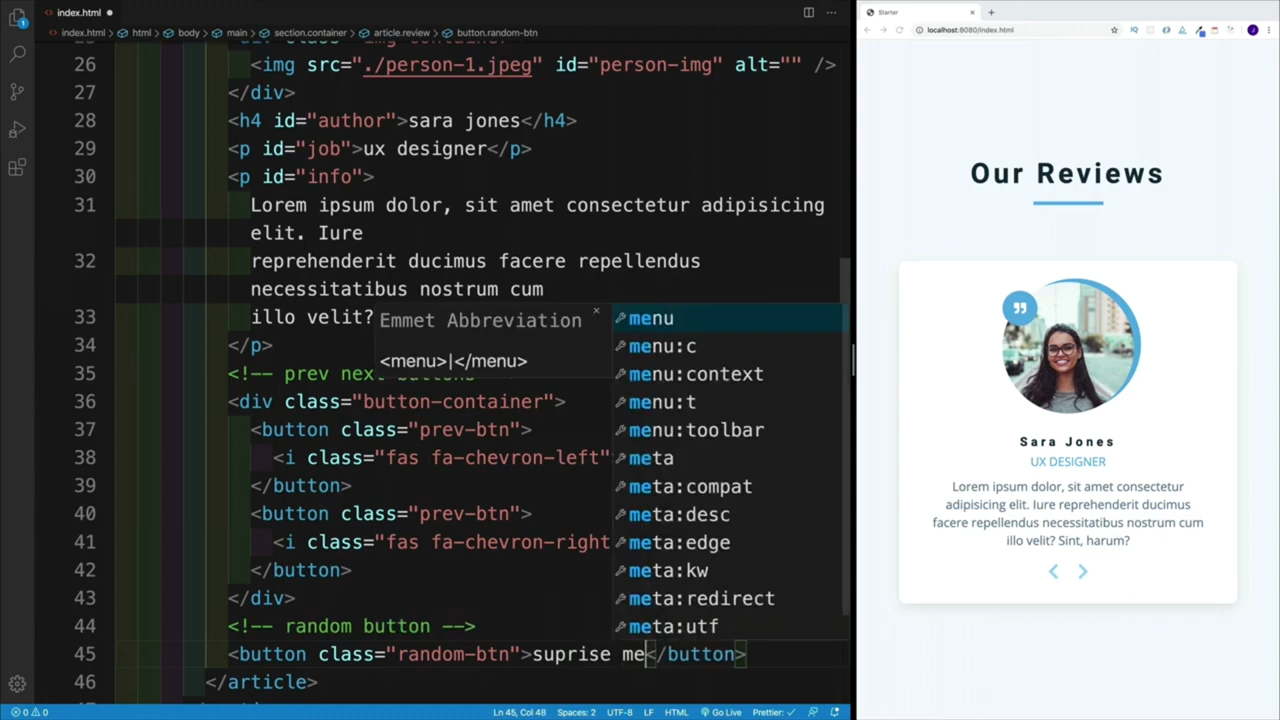 index.html
index.html > html > body > main > section.container > article.review > button.random-btn
1
26 <img src="./person-1.jpeg" id="person-img" alt="" />
27 </div>
28 <h4 id="author">sara jones</h4>
29 <p id="job">ux designer</p>
30 <p id="info">
31 Lorem ipsum dolor, sit amet consectetur adipisicing
elit. Iure
32 reprehenderit ducimus facere repellendus
necessitatibus nostrum cum
33 illo velit?
34 </p>
35 <!-- prev next
36 <div class="button-container">
37 <button class="prev-btn">
38 <i class="fas fa-chevron-left"
39 </button>
40 <button class="prev-btn">
41 <i class="fas fa-chevron-right
42 </button>
43 </div>
44 <!-- random button -->
45 <button class="random-btn">suprise me</button>
46 </article>
Emmet Abbreviation
<menu>|</menu>
menu
menu:c
menu:context
menu:t
menu:toolbar
meta
meta:compat
meta:desc
meta:edge
meta:kw
meta:redirect
meta:utf
0 0
Ln 45, Col 48
Spaces: 2
UTF-8
LF
HTML
Go Live
Prettier: ✓
Starter
localhost:8080/index.html
J
Our Reviews
Sara Jones
UX DESIGNER
Lorem ipsum dolor, sit amet consectetur
adipisicing elit. Iure reprehenderit ducimus
facere repellendus necessitatibus nostrum cum
illo velit? Sint, harum?